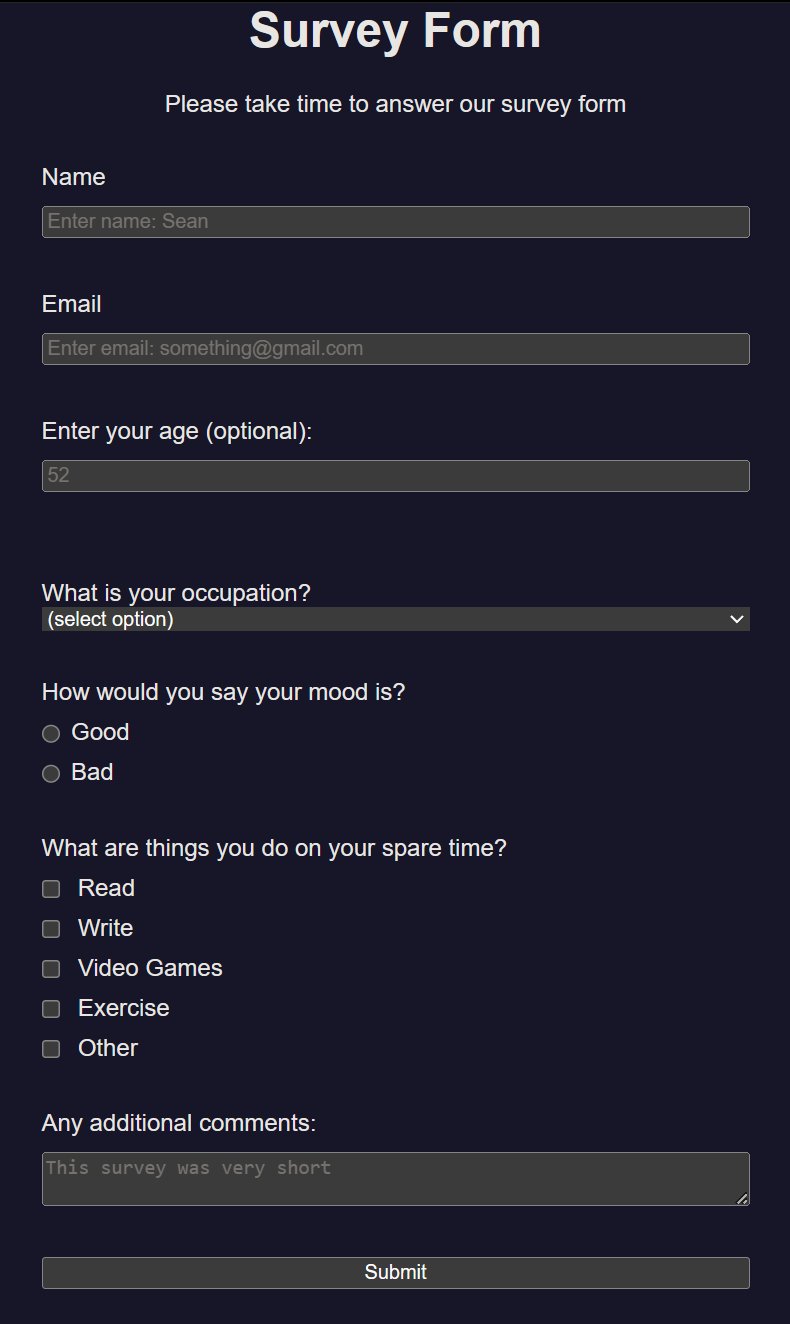 Survey Form
Please take time to answer our survey form
Name
Enter name: Sean
Email
Enter email: something@gmail.com
Enter your age (optional):
52
What is your occupation?
(select option)
How would you say your mood is?
Good
Bad
What are things you do on your spare time?
Read
Write
Video Games
Exercise
Other
Any additional comments:
This survey was very short
Submit